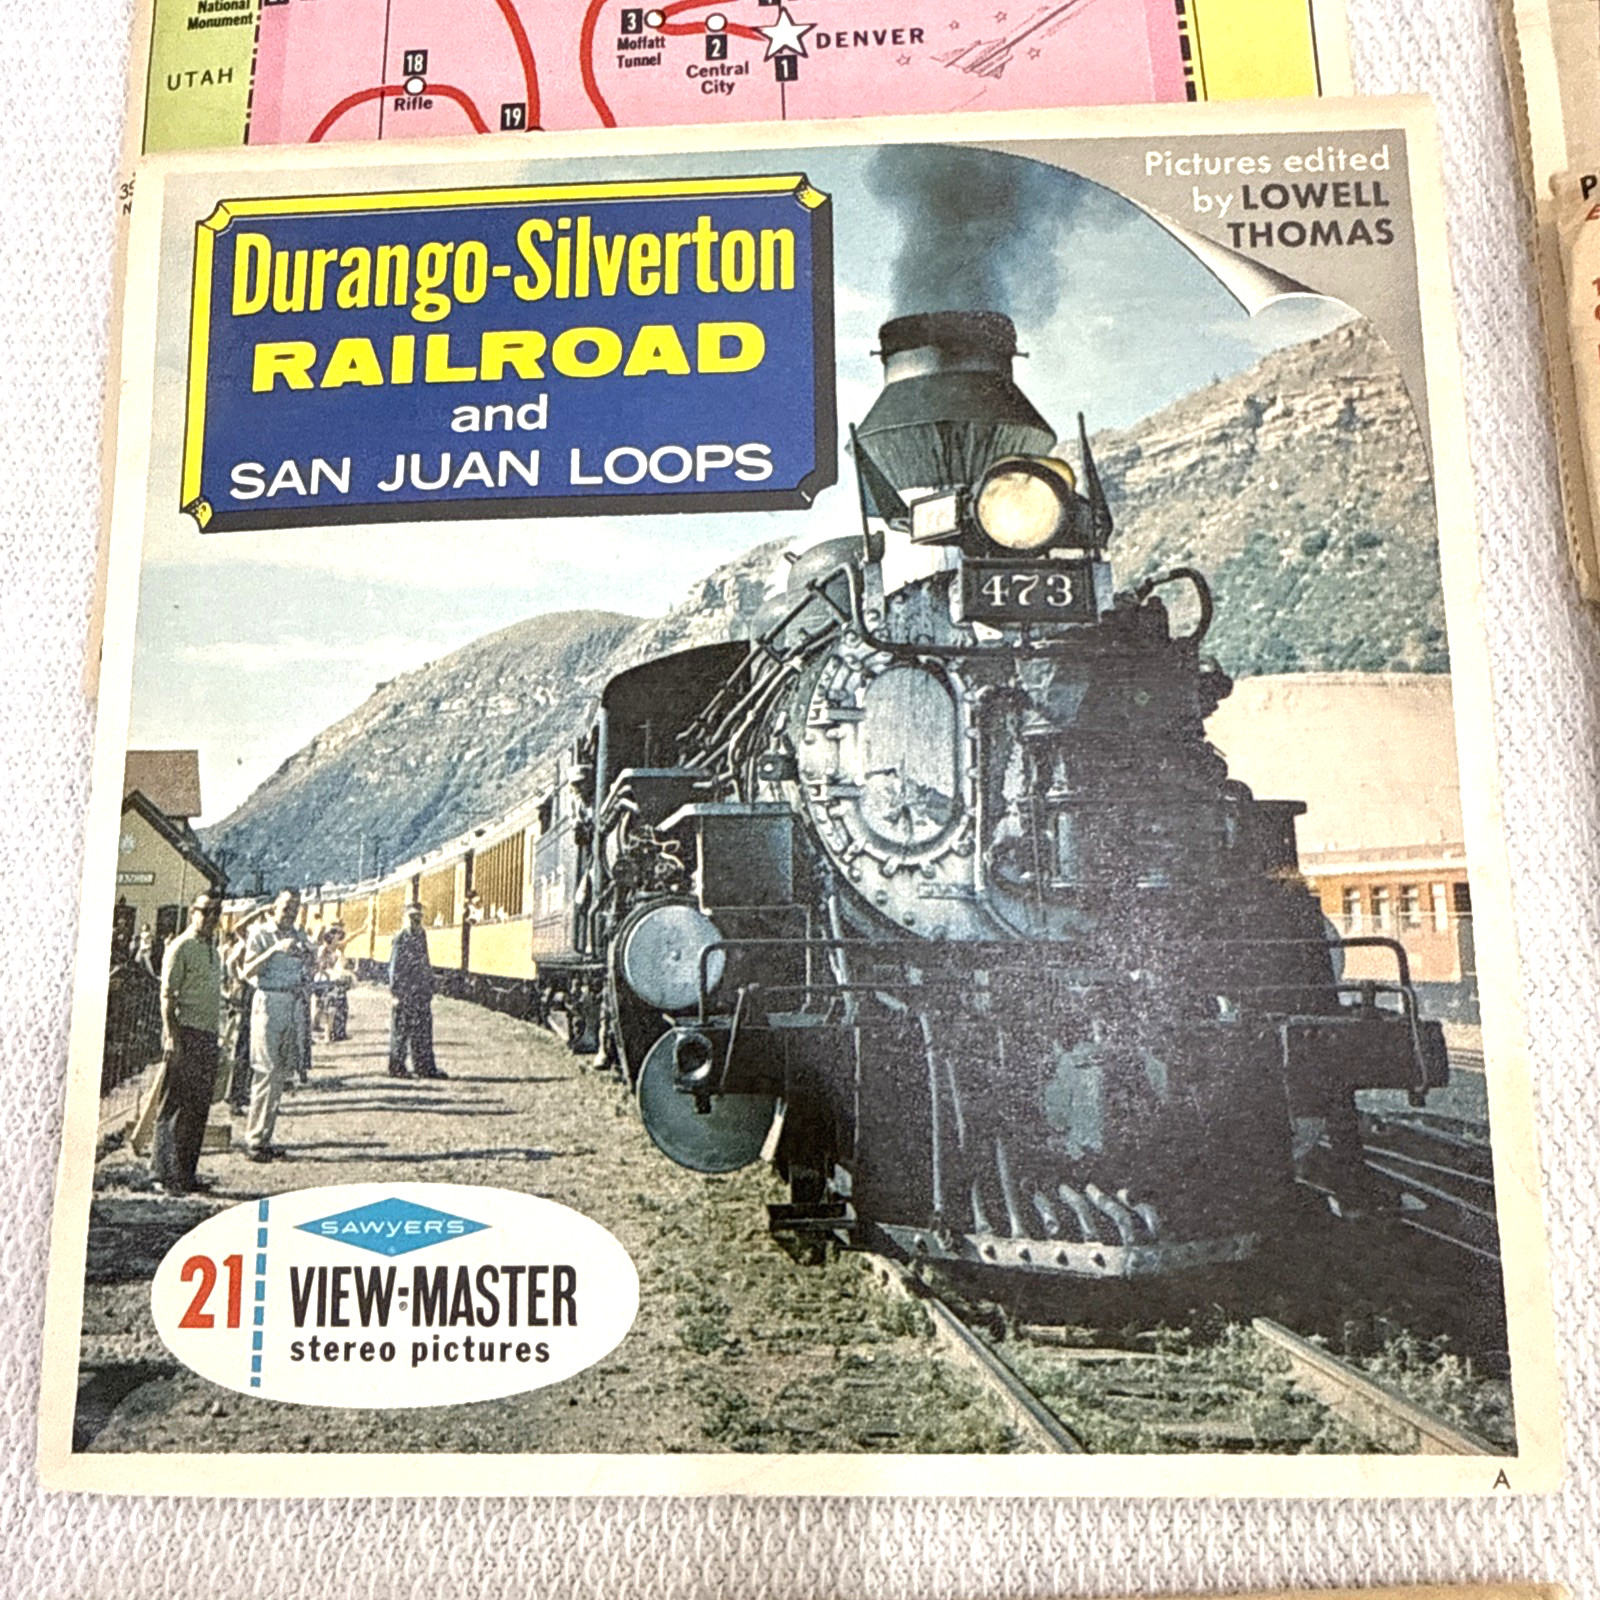 National
Monument
UTAH
18
Rifle
19
3
Moffatt
Tunnel
2
Central
City
1
DENVER
Pictures edited
by LOWELL
THOMAS
Durango-Silverton
RAILROAD
and
SAN JUAN LOOPS
473
21
SAWYER'S
VIEW-MASTER
stereo pictures
A